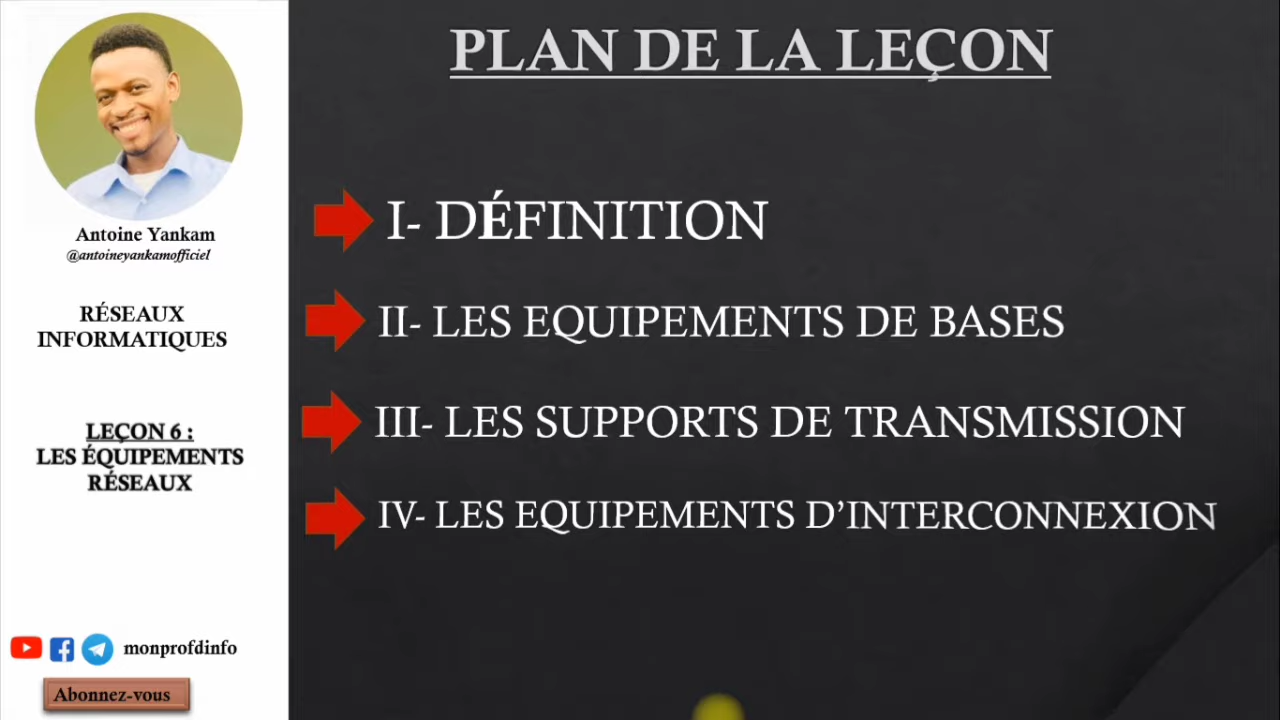 Antoine Yankam
@antoineyankamofficiel
RÉSEAUX
INFORMATIQUES
LEÇON 6 :
LES ÉQUIPEMENTS
RÉSEAUX
monprofdinfo
Abonnez-vous
PLAN DE LA LEÇON
I- DÉFINITION
II- LES EQUIPEMENTS DE BASES
III- LES SUPPORTS DE TRANSMISSION
IV- LES EQUIPEMENTS D’INTERCONNEXION